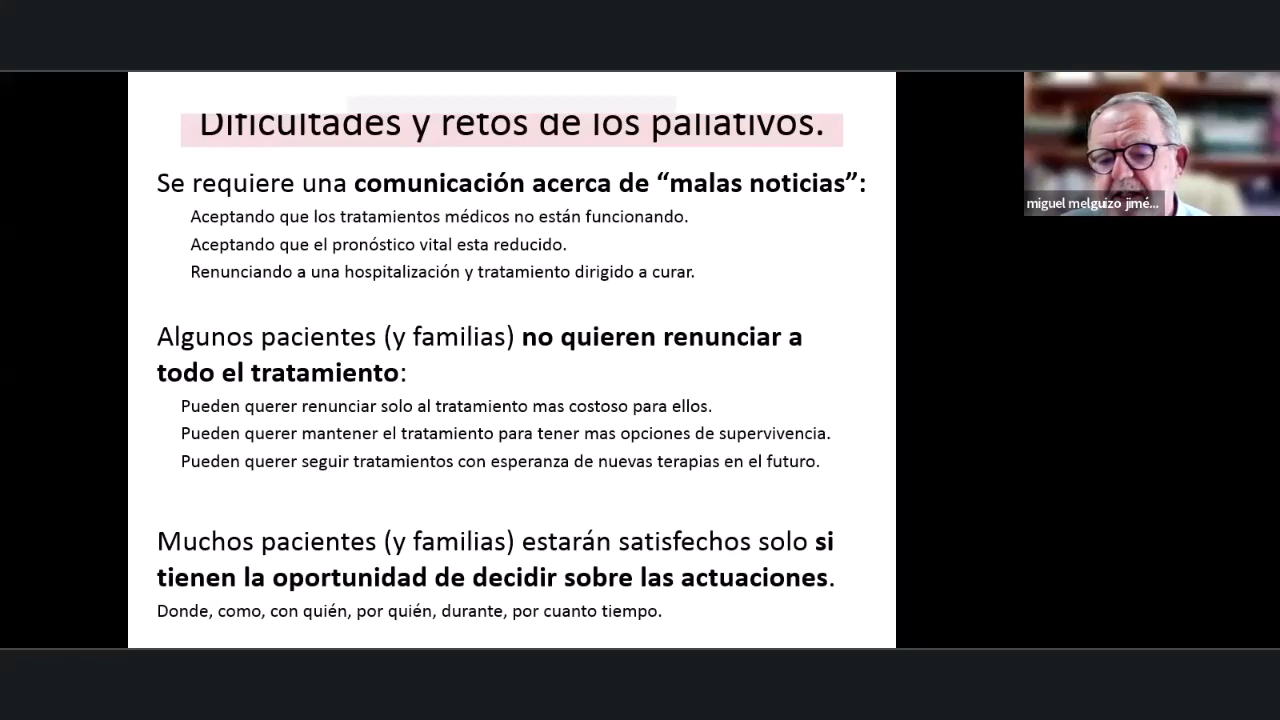 Dificultades y retos de los paliativos.
Se requiere una comunicación acerca de “malas noticias”:
Aceptando que los tratamientos médicos no están funcionando.
Aceptando que el pronóstico vital esta reducido.
Renunciando a una hospitalización y tratamiento dirigido a curar.
Algunos pacientes (y familias) no quieren renunciar a
todo el tratamiento:
Pueden querer renunciar solo al tratamiento mas costoso para ellos.
Pueden querer mantener el tratamiento para tener mas opciones de supervivencia.
Pueden querer seguir tratamientos con esperanza de nuevas terapias en el futuro.
Muchos pacientes (y familias) estarán satisfechos solo si
tienen la oportunidad de decidir sobre las actuaciones.
Donde, como, con quién, por quién, durante, por cuanto tiempo.
miguel melguizo jimé...